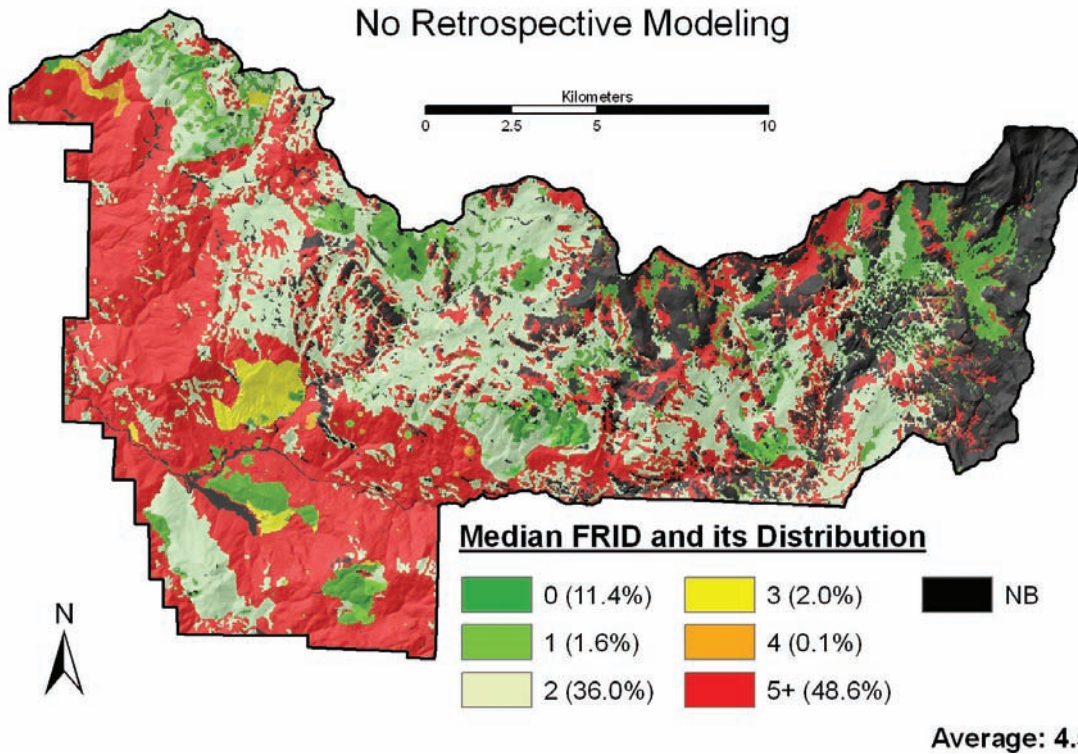 No Retrospective Modeling
Kilometers
0 2.5 5 10
Median FRID and its Distribution
0 (11.4%) 3 (2.0%) NB
1 (1.6%) 4 (0.1%)
2 (36.0%) 5+ (48.6%)
N
Average: